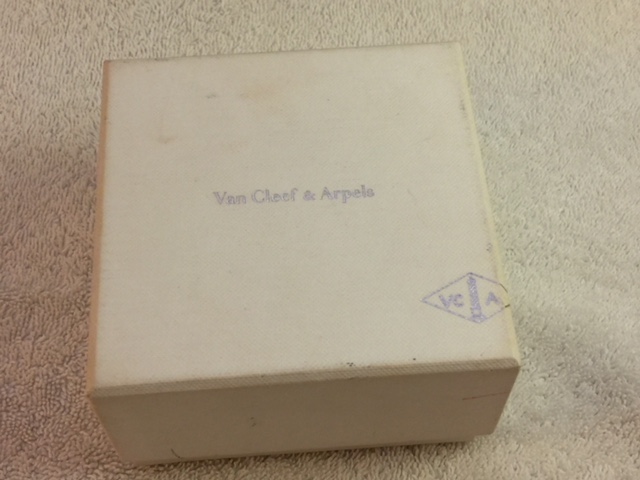 Van Cleef & Arpels
VC A